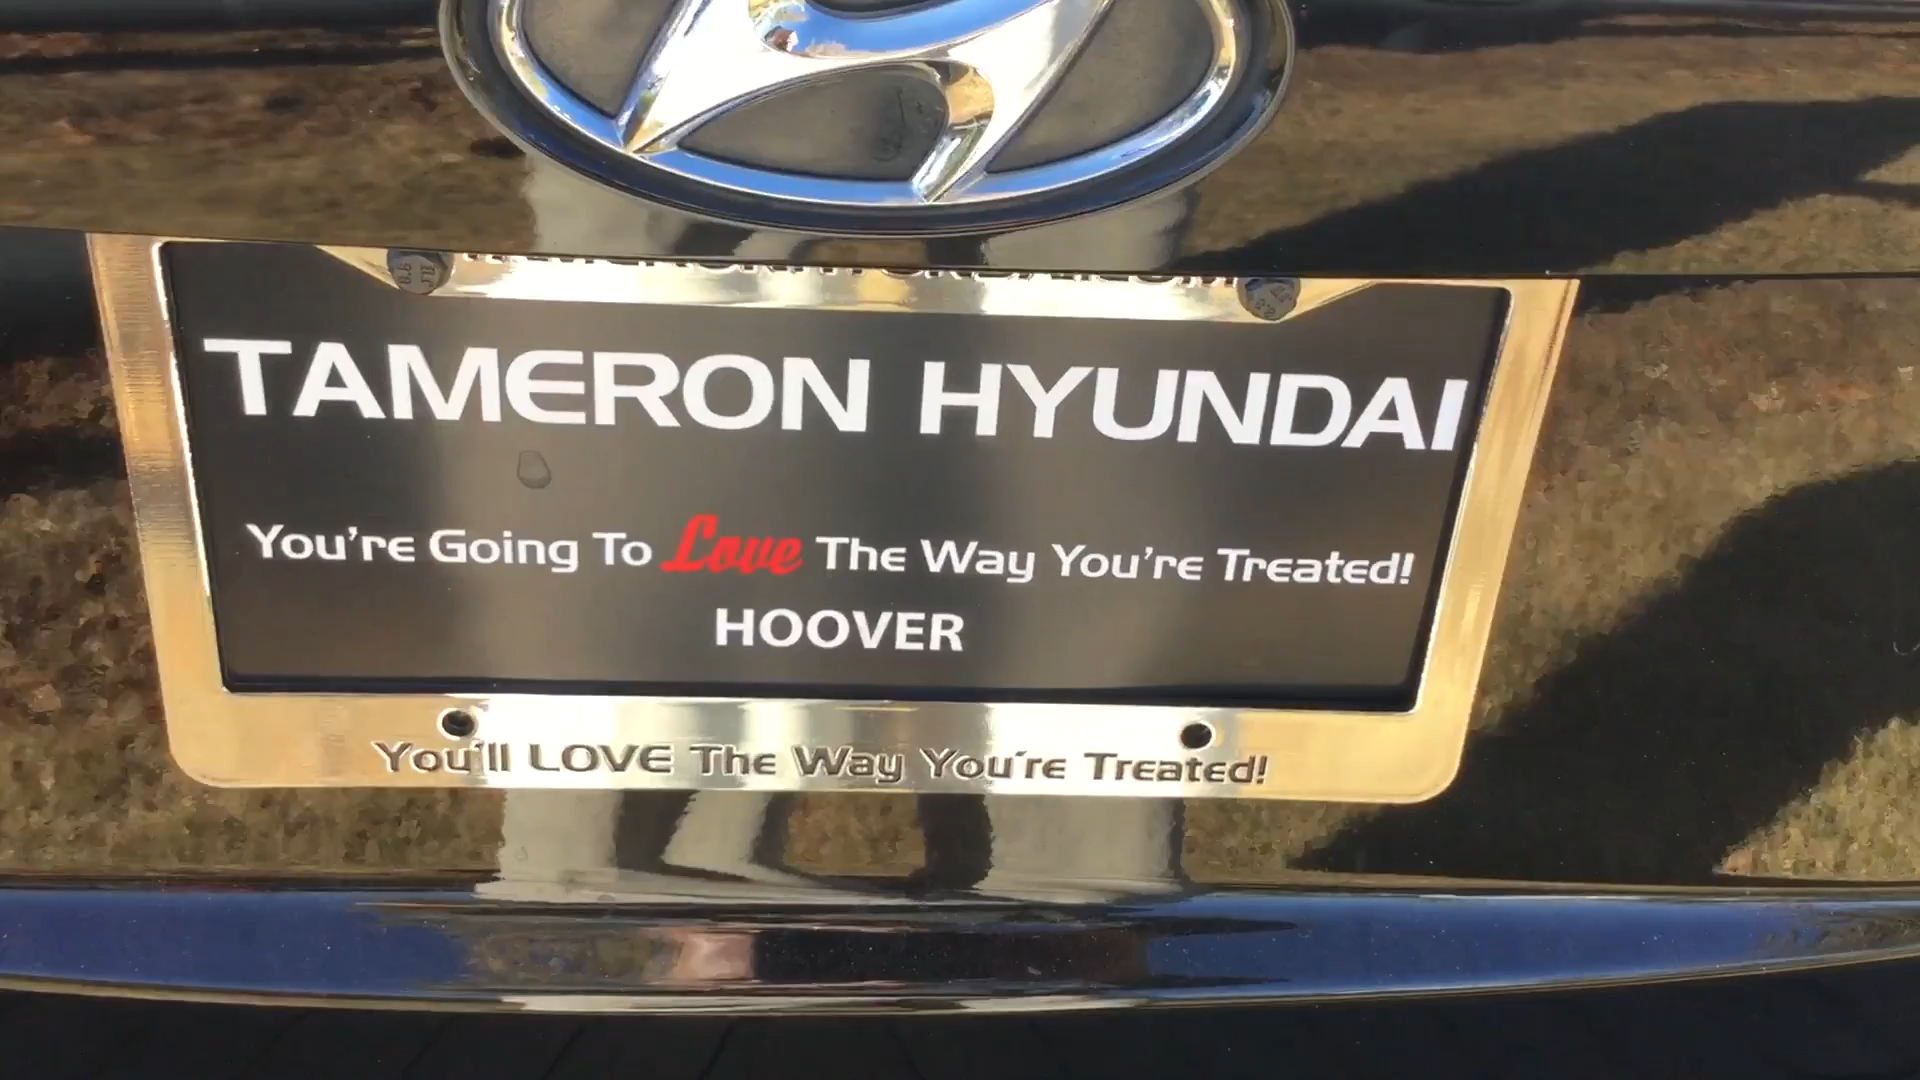 TAMERON HYUNDAI
You're Going To Love The Way You're Treated!
HOOVER
You'll LOVE The Way You're Treated!